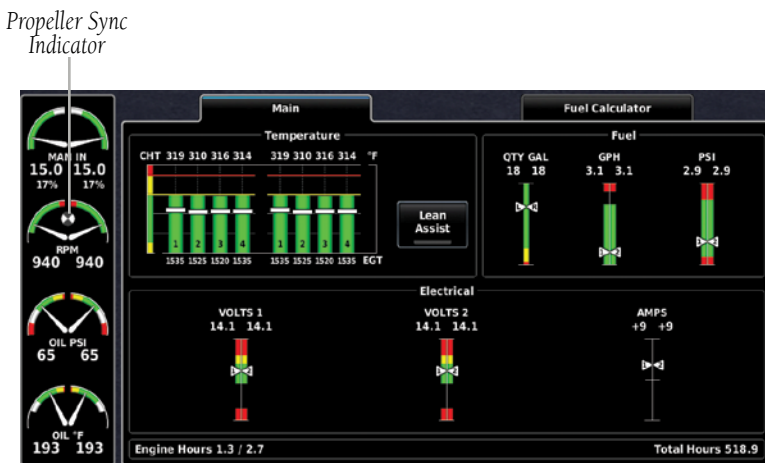 Propeller Sync
Indicator
MAN IN
15.0 15.0
17% 17%
RPM
940 940
OIL PSI
65 65
OIL °F
193 193
Main
Fuel Calculator
Temperature
CHT 319 310 316 314 319 310 316 314 °F
1 2 3 4 1 2 3 4
1535 1525 1520 1535 1535 1525 1520 1535 EGT
Lean
Assist
Fuel
QTY GAL GPH PSI
18 18 3.1 3.1 2.9 2.9
Electrical
VOLTS 1 VOLTS 2 AMPS
14.1 14.1 14.1 14.1 +9 +9
Engine Hours 1.3 / 2.7 Total Hours 518.9